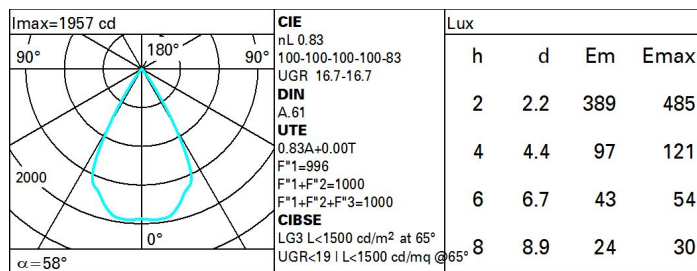 Imax=1957 cd
90° 180° 90°
2000
0°
α=58°
CIE
nL 0.83
100-100-100-100-83
UGR 16.7-16.7
DIN
A.61
UTE
0.83A+0.00T
F"1=996
F"1+F"2=1000
F"1+F"2+F"3=1000
CIBSE
LG3 L<1500 cd/m² at 65°
UGR<19 | L<1500 cd/mq @65°
Lux
h d Em Emax
2 2.2 389 485
4 4.4 97 121
6 6.7 43 54
8 8.9 24 30